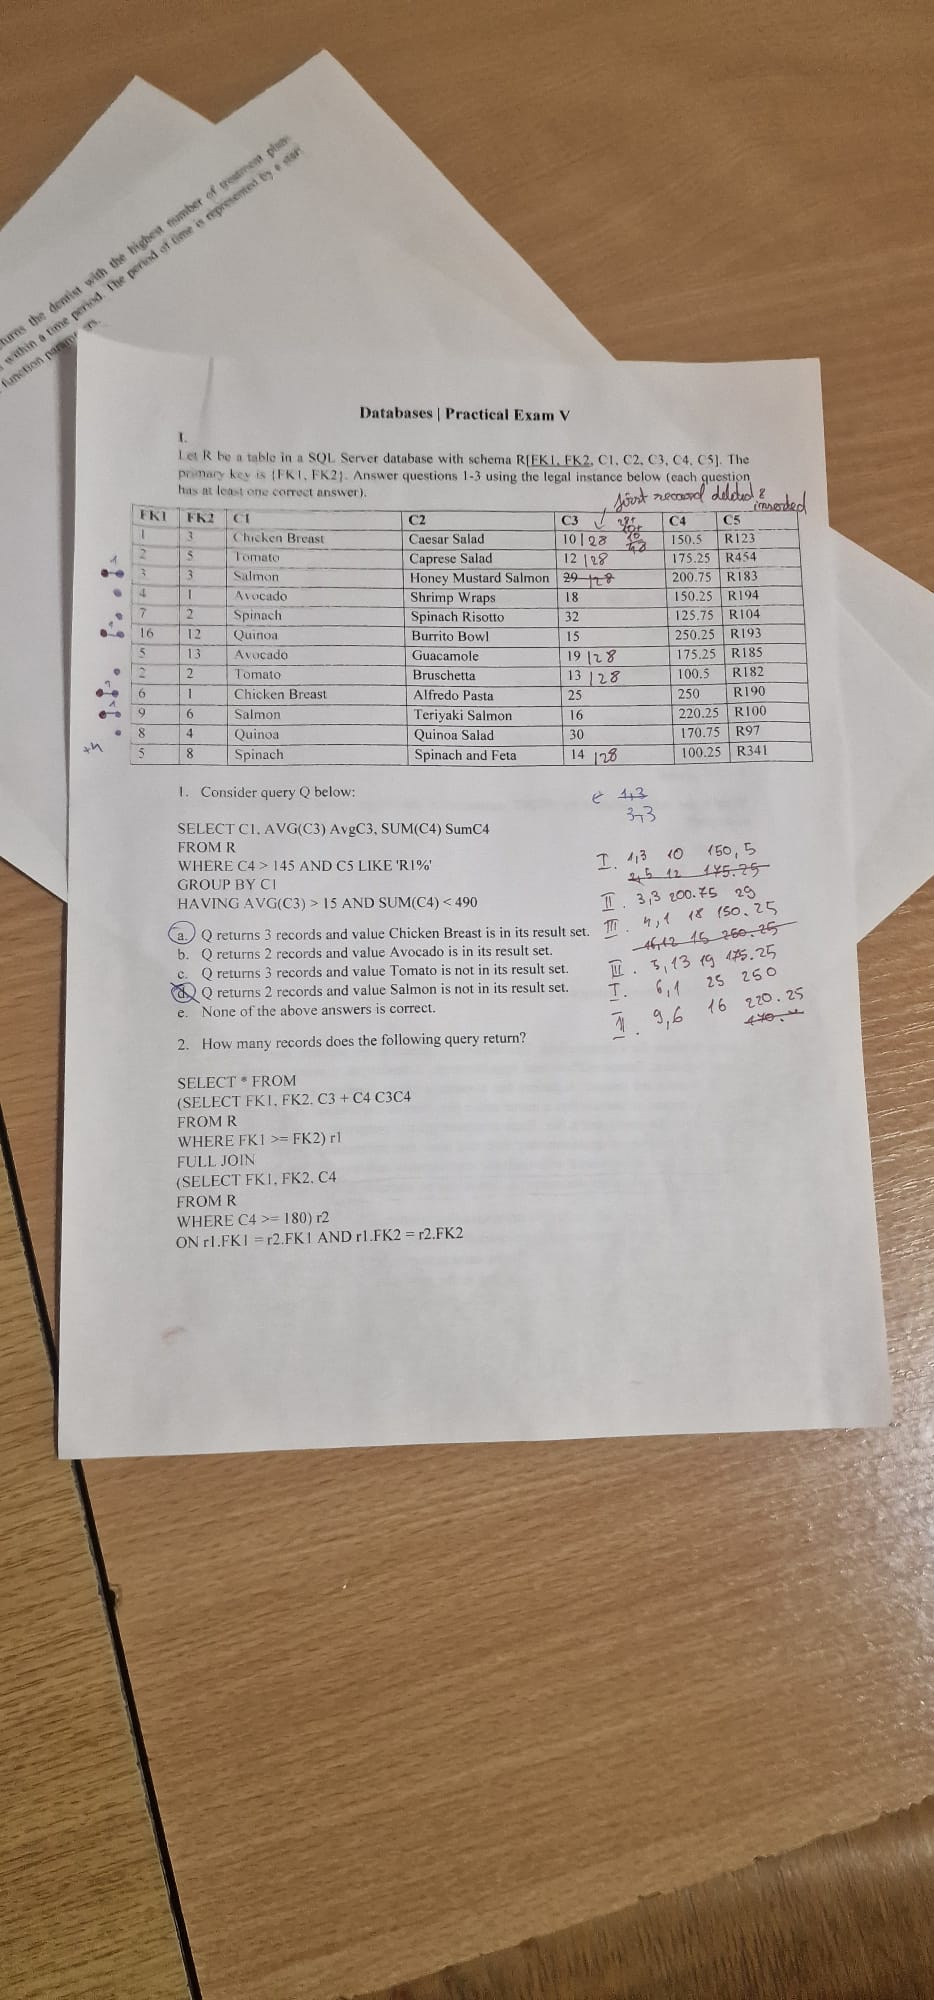 turns the dentist with the highest number of treatment plans
within a time period. The period of time is represented by a start
function
Databases | Practical Exam V
I.
Let R be a table in a SQL Server database with schema R[FK1, FK2, C1, C2, C3, C4, C5]. The
primary key is {FK1, FK2}. Answer questions 1-3 using the legal instance below (each question
has at least one correct answer).
first record deleted &
inserted
FK1 FK2 C1 C2 C3 C4 C5
1 3 Chicken Breast Caesar Salad 10 | 28 150.5 R123
2 5 Tomato Caprese Salad 12 | 28 175.25 R454
3 3 Salmon Honey Mustard Salmon 29 | 28 200.75 R183
4 1 Avocado Shrimp Wraps 18 150.25 R194
7 2 Spinach Spinach Risotto 32 125.75 R104
16 12 Quinoa Burrito Bowl 15 250.25 R193
5 13 Avocado Guacamole 19 | 28 175.25 R185
2 2 Tomato Bruschetta 13 | 28 100.5 R182
6 1 Chicken Breast Alfredo Pasta 25 250 R190
9 6 Salmon Teriyaki Salmon 16 220.25 R100
8 4 Quinoa Quinoa Salad 30 170.75 R97
5 8 Spinach Spinach and Feta 14 | 28 100.25 R341
1. Consider query Q below:
1,3
3,3
SELECT C1, AVG(C3) AvgC3, SUM(C4) SumC4
FROM R
WHERE C4 > 145 AND C5 LIKE 'R1%'
GROUP BY C1
HAVING AVG(C3) > 15 AND SUM(C4) < 490
a. Q returns 3 records and value Chicken Breast is in its result set.
b. Q returns 2 records and value Avocado is in its result set.
c. Q returns 3 records and value Tomato is not in its result set.
d. Q returns 2 records and value Salmon is not in its result set.
e. None of the above answers is correct.
I. 1,3 10 150,5
2,5 12 175.25
II. 3,3 200.75 29
III. 4,1 18 150.25
16,12 15 250.25
III. 5,13 19 175.25
I. 6,1 25 250
II. 9,6 16 220.25
2. How many records does the following query return?
SELECT * FROM
(SELECT FK1, FK2, C3 + C4 C3C4
FROM R
WHERE FK1 >= FK2) r1
FULL JOIN
(SELECT FK1, FK2, C4
FROM R
WHERE C4 >= 180) r2
ON r1.FK1 = r2.FK1 AND r1.FK2 = r2.FK2